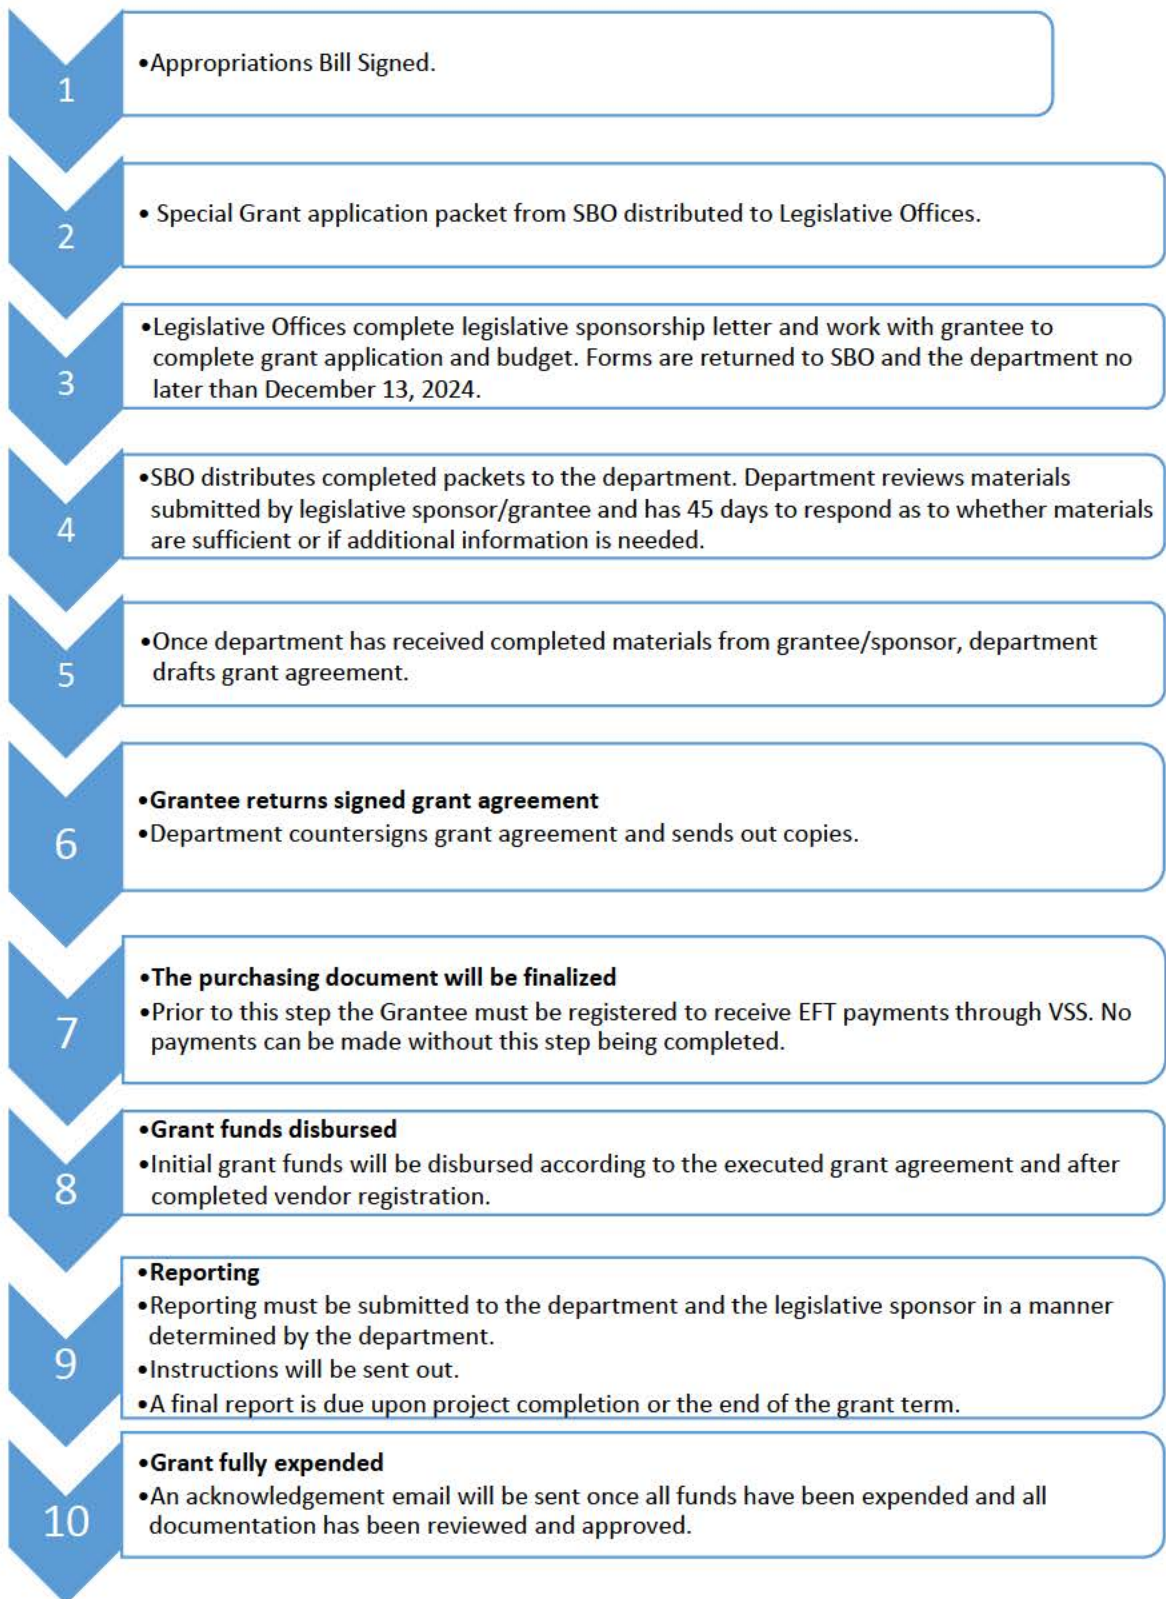 1
•Appropriations Bill Signed.
2
• Special Grant application packet from SBO distributed to Legislative Offices.
3
•Legislative Offices complete legislative sponsorship letter and work with grantee to
complete grant application and budget. Forms are returned to SBO and the department no
later than December 13, 2024.
4
•SBO distributes completed packets to the department. Department reviews materials
submitted by legislative sponsor/grantee and has 45 days to respond as to whether materials
are sufficient or if additional information is needed.
5
•Once department has received completed materials from grantee/sponsor, department
drafts grant agreement.
6
•Grantee returns signed grant agreement
•Department countersigns grant agreement and sends out copies.
7
•The purchasing document will be finalized
•Prior to this step the Grantee must be registered to receive EFT payments through VSS. No
payments can be made without this step being completed.
8
•Grant funds disbursed
•Initial grant funds will be disbursed according to the executed grant agreement and after
completed vendor registration.
9
•Reporting
•Reporting must be submitted to the department and the legislative sponsor in a manner
determined by the department.
•Instructions will be sent out.
•A final report is due upon project completion or the end of the grant term.
10
•Grant fully expended
•An acknowledgement email will be sent once all funds have been expended and all
documentation has been reviewed and approved.